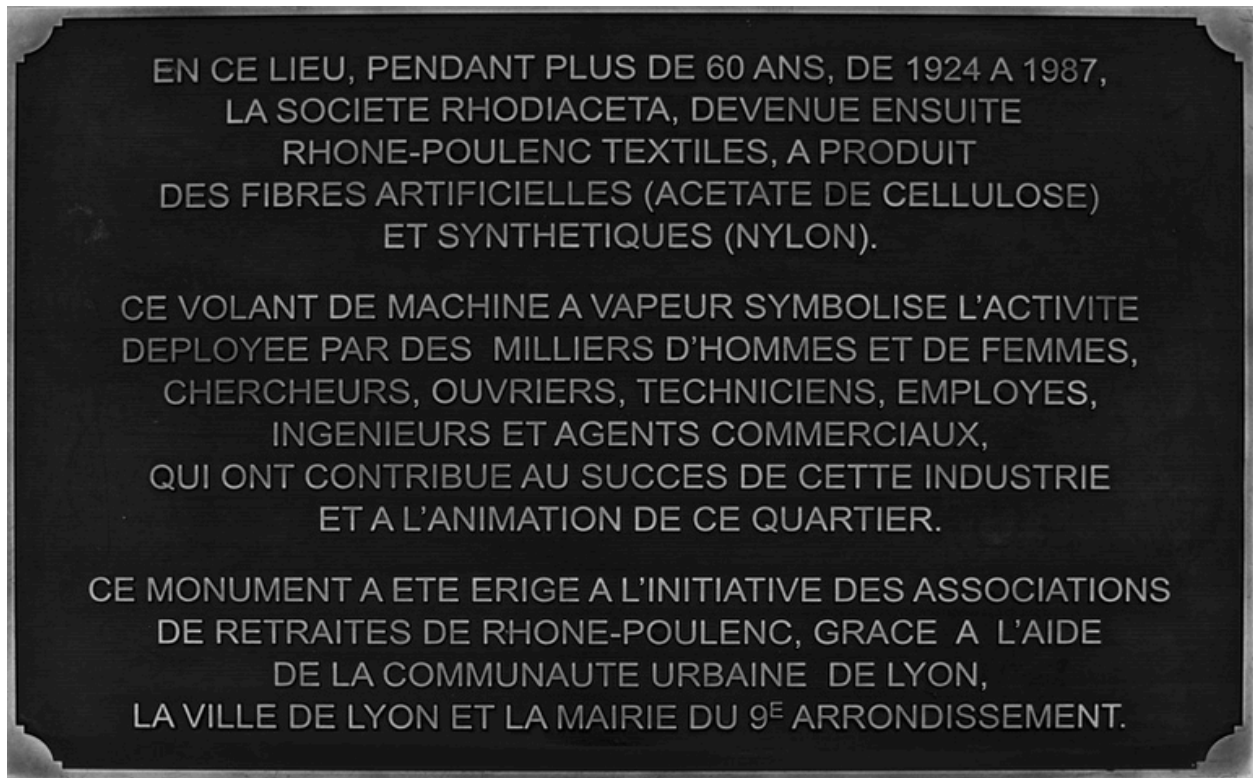 EN CE LIEU, PENDANT PLUS DE 60 ANS, DE 1924 A 1987,
LA SOCIETE RHODIACETA, DEVENUE ENSUITE
RHONE-POULENC TEXTILES, A PRODUIT
DES FIBRES ARTIFICIELLES (ACETATE DE CELLULOSE)
ET SYNTHETIQUES (NYLON).
CE VOLANT DE MACHINE A VAPEUR SYMBOLISE L'ACTIVITE
DEPLOYEE PAR DES MILLIERS D'HOMMES ET DE FEMMES,
CHERCHEURS, OUVRIERS, TECHNICIENS, EMPLOYES,
INGENIEURS ET AGENTS COMMERCIAUX,
QUI ONT CONTRIBUE AU SUCCES DE CETTE INDUSTRIE
ET A L'ANIMATION DE CE QUARTIER.
CE MONUMENT A ETE ERIGE A L'INITIATIVE DES ASSOCIATIONS
DE RETRAITES DE RHONE-POULENC, GRACE A L'AIDE
DE LA COMMUNAUTE URBAINE DE LYON,
LA VILLE DE LYON ET LA MAIRIE DU 9E ARRONDISSEMENT.